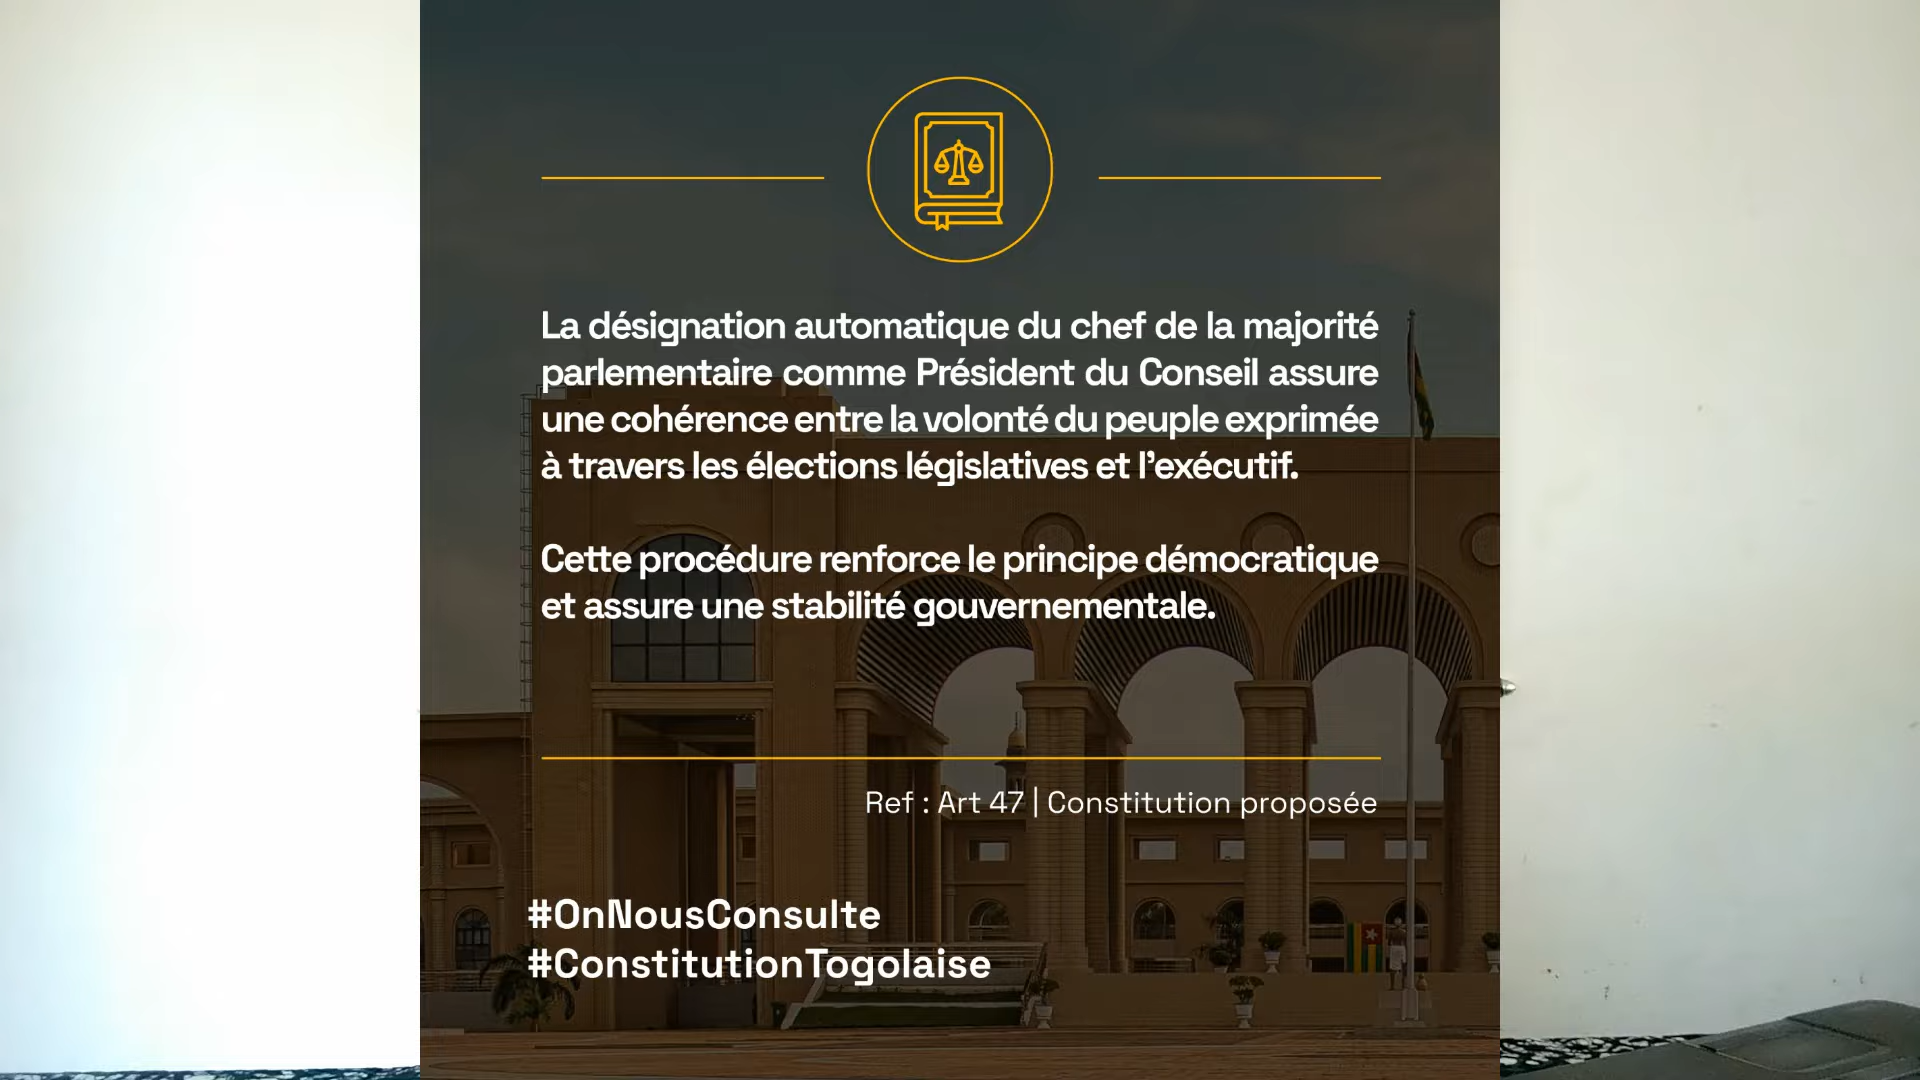 La désignation automatique du chef de la majorité
parlementaire comme Président du Conseil assure
une cohérence entre la volonté du peuple exprimée
à travers les élections législatives et l’exécutif.
Cette procédure renforce le principe démocratique
et assure une stabilité gouvernementale.
Ref : Art 47 | Constitution proposée
#OnNousConsulte
#ConstitutionTogolaise